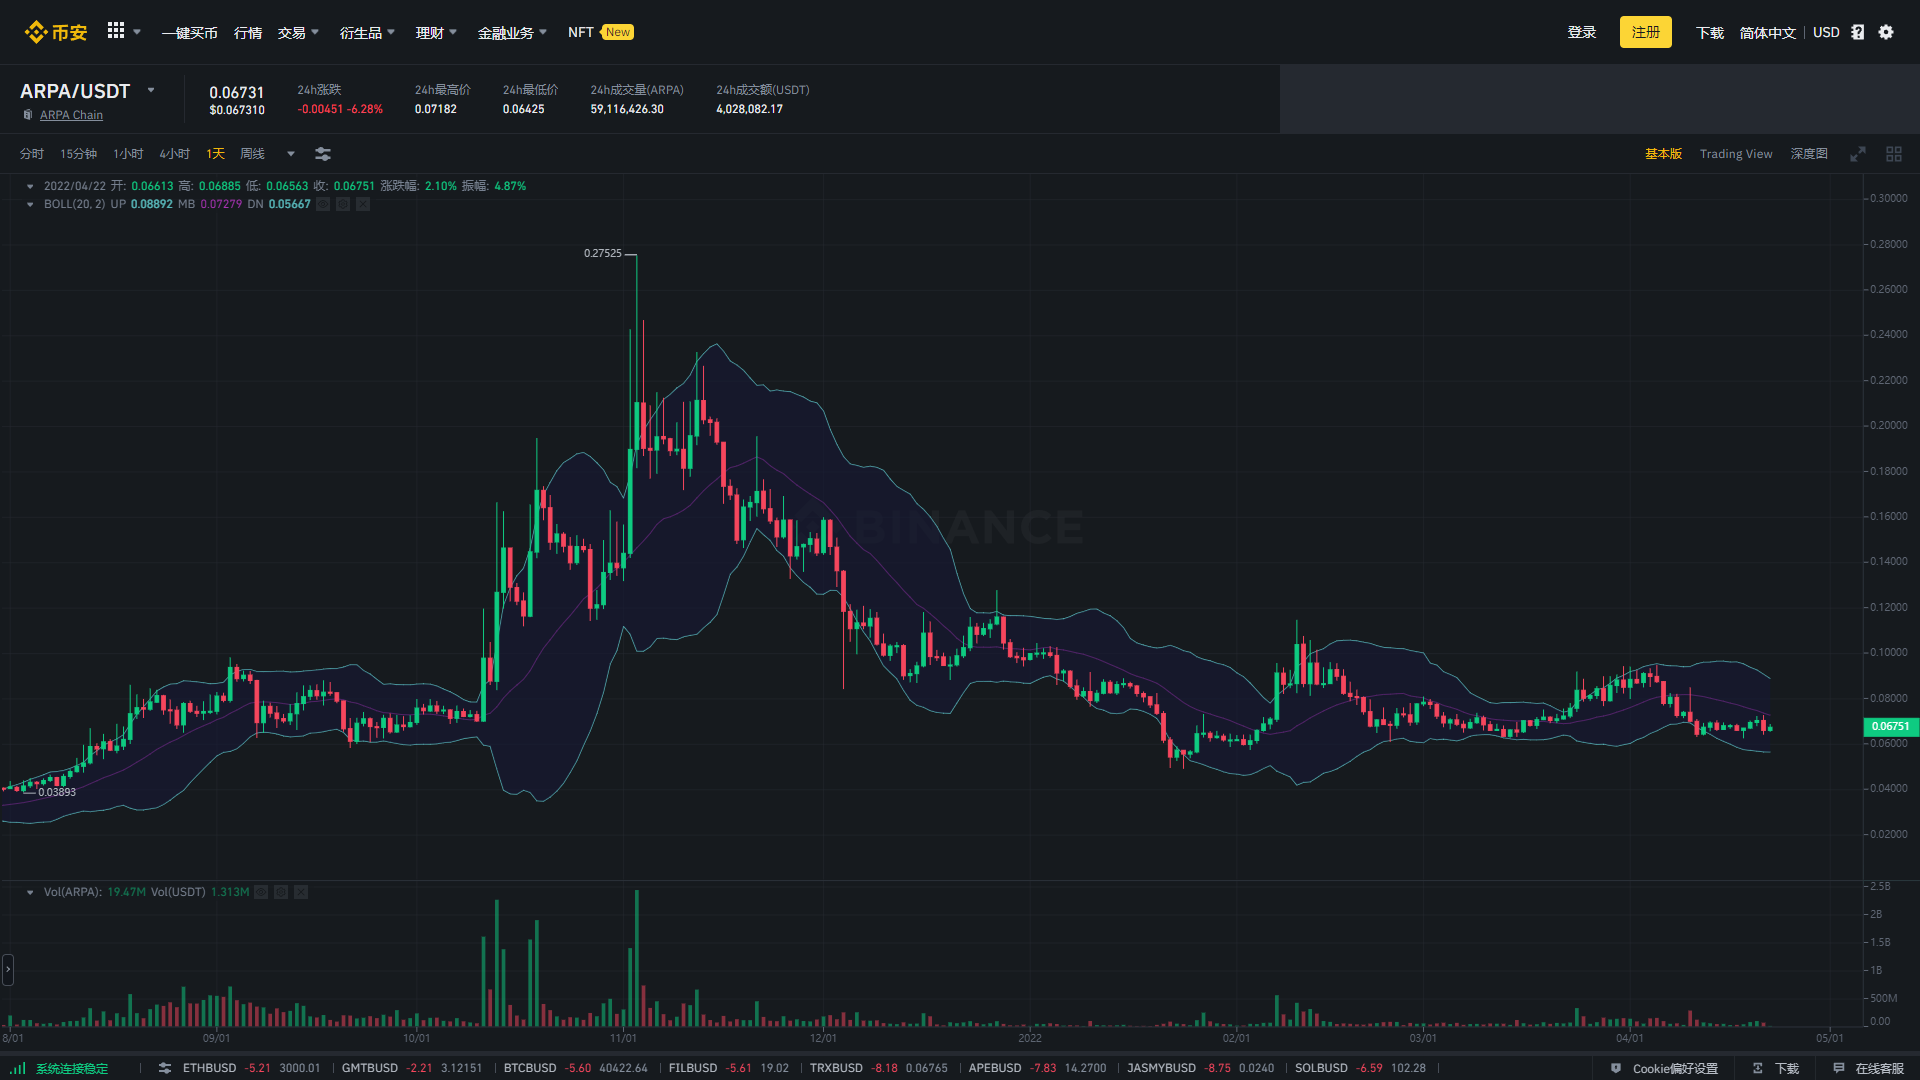 币安 一键买币 行情 交易 衍生品 理财 金融业务 NFT New 登录 注册 下载 简体中文 USD
ARPA/USDT
ARPA Chain
0.06731
$0.067310
24h涨跌
-0.00451 -6.28%
24h最高价
0.07182
24h最低价
0.06425
24h成交量(ARPA)
59,116,426.30
24h成交额(USDT)
4,028,082.17
分时 15分钟 1小时 4小时 1天 周线 基本版 Trading View 深度图
2022/04/22 开: 0.06613 高: 0.06885 低: 0.06563 收: 0.06751 涨跌幅: 2.10% 振幅: 4.87%
BOLL(20, 2) UP 0.08892 MB 0.07279 DN 0.05667
0.30000
0.28000
0.27525
0.26000
0.24000
0.22000
0.20000
0.18000
0.16000
BINANCE
0.14000
0.12000
0.10000
0.08000
0.06751
0.06000
0.04000
0.03893
0.02000
Vol(ARPA): 19.47M Vol(USDT) 1.313M
2.5B
2B
1.5B
1B
500M
0.00
8/01 09/01 10/01 11/01 12/01 2022 02/01 03/01 04/01 05/01
系统连接稳定 ETHBUSD -5.21 3000.01 GMTBUSD -2.21 3.12151 BTCBUSD -5.60 40422.64 FILBUSD -5.61 19.02 TRXBUSD -8.18 0.06765 APEBUSD -7.83 14.2700 JASMYBUSD -8.75 0.0240 SOLBUSD -6.59 102.28 Cookie偏好设置 下载 在线客服